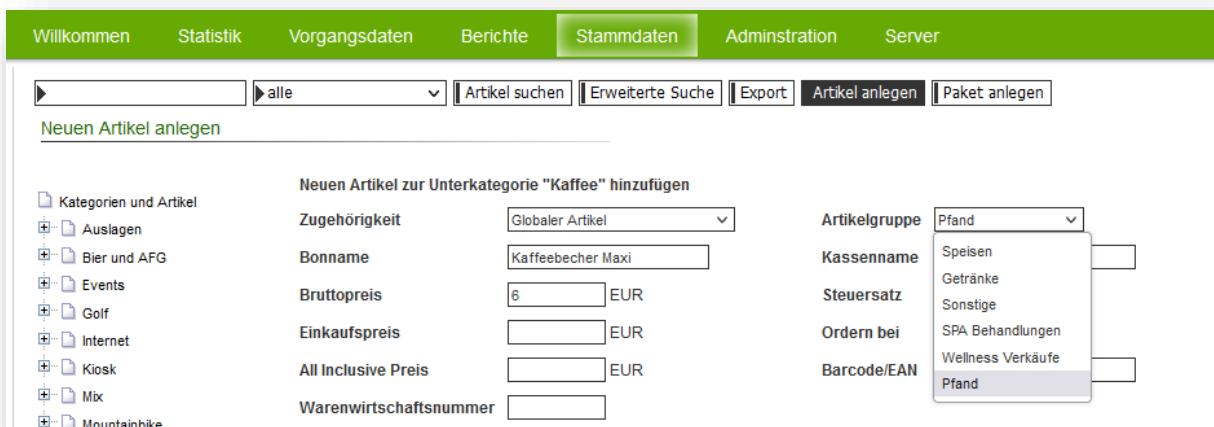 Willkommen Statistik Vorgangsdaten Berichte Stammdaten Adminstration Server
alle Artikel suchen Erweiterte Suche Export Artikel anlegen Paket anlegen
Neuen Artikel anlegen
Kategorien und Artikel
Auslagen
Bier und AFG
Events
Golf
Internet
Kiosk
Mix
Mountainbike
Neuen Artikel zur Unterkategorie "Kaffee" hinzufügen
Zugehörigkeit Globaler Artikel Artikelgruppe Pfand
Bonname Kaffeebecher Maxi Kassenname
Bruttopreis 6 EUR Steuersatz
Einkaufspreis EUR Ordern bei
All Inclusive Preis EUR Barcode/EAN
Warenwirtschaftsnummer
Speisen
Getränke
Sonstige
SPA Behandlungen
Wellness Verkäufe
Pfand